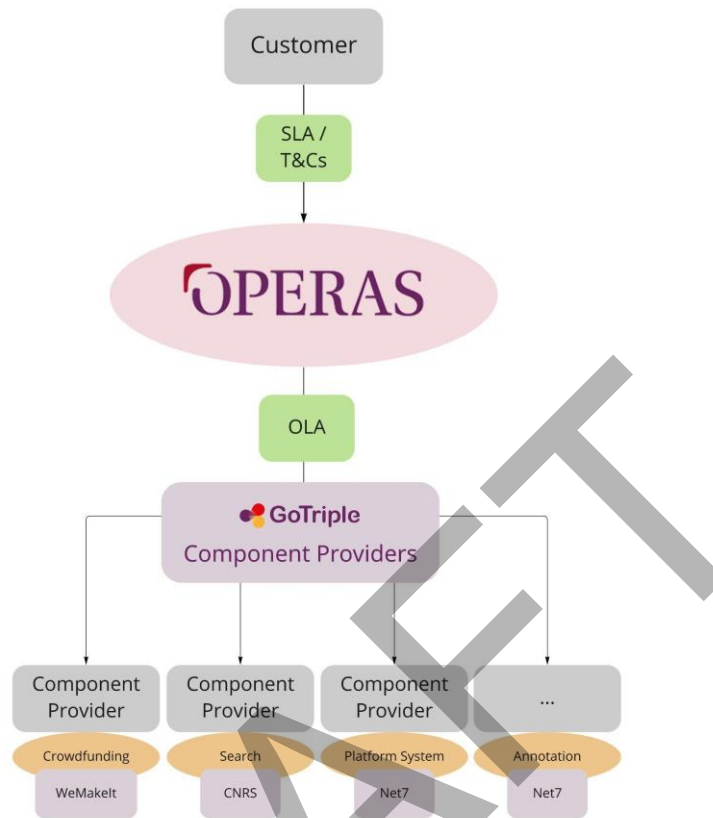 Customer
SLA /
T&Cs
OPERAS
OLA
GoTriple
Component Providers
Component
Provider
Component
Provider
Component
Provider
...
Crowdfunding
Search
Platform System
Annotation
WeMakeIt
CNRS
Net7
Net7
AFT